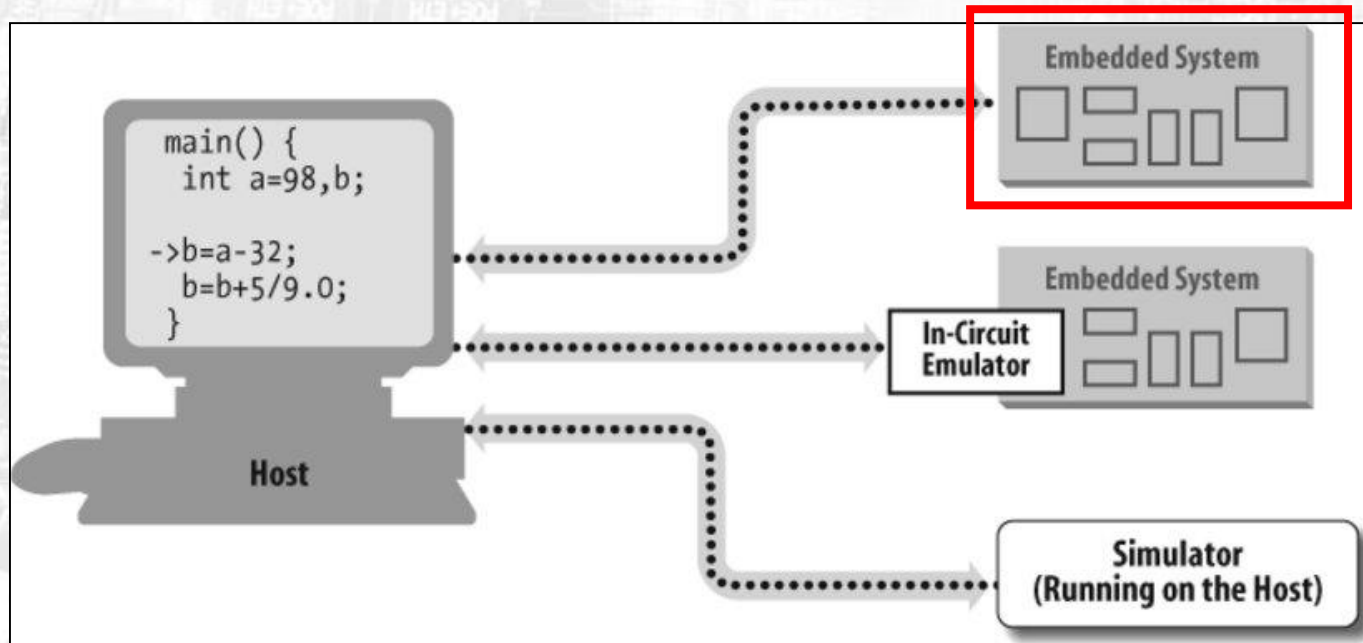 main() {
int a=98,b;
->b=a-32;
b=b+5/9.0;
}
Host
Embedded System
Embedded System
In-Circuit
Emulator
Simulator
(Running on the Host)